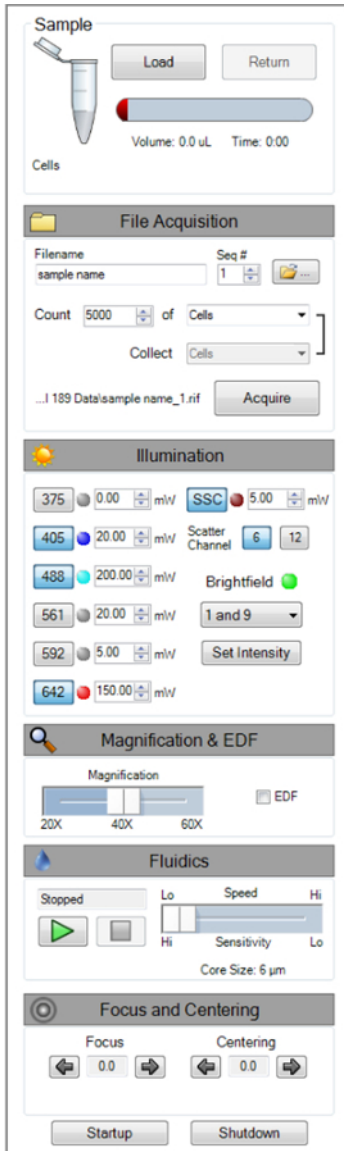 Sample
Load Return
Volume: 0.0 uL Time: 0:00
Cells
File Acquisition
Filename Seq #
sample name 1 ...
Count 5000 of Cells
Collect Cells
...I 189 Data\sample name_1.rif Acquire
Illumination
375 0.00 mW SSC 5.00 mW
405 20.00 mW Scatter Channel 6 12
488 200.00 mW Brightfield
561 20.00 mW 1 and 9
592 5.00 mW Set Intensity
642 150.00 mW
Magnification & EDF
Magnification
EDF
20X 40X 60X
Fluidics
Stopped Lo Speed Hi
Hi Sensitivity Lo
Core Size: 6 µm
Focus and Centering
Focus Centering
0.0 0.0
Startup Shutdown